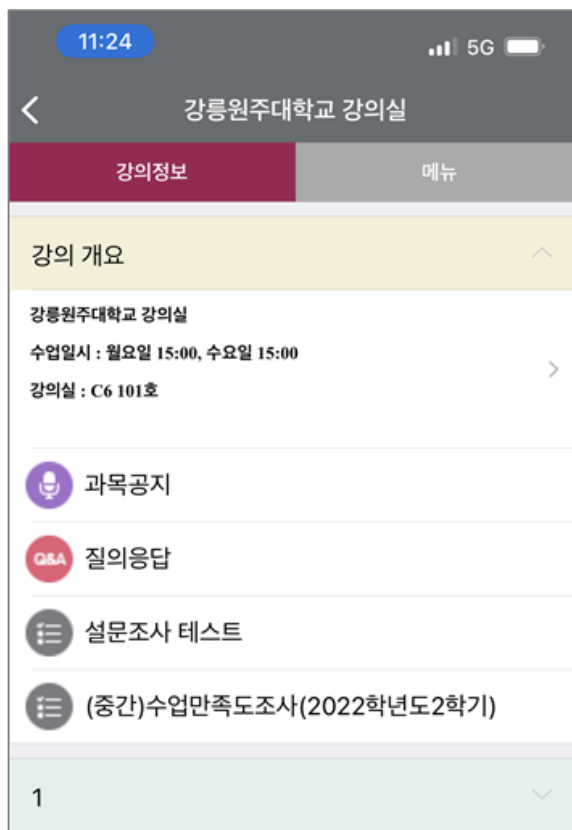 11:24
5G
강릉원주대학교 강의실
강의정보
메뉴
강의 개요
강릉원주대학교 강의실
수업일시 : 월요일 15:00, 수요일 15:00
강의실 : C6 101호
과목공지
Q&A 질의응답
설문조사 테스트
(중간)수업만족도조사(2022학년도2학기)
1